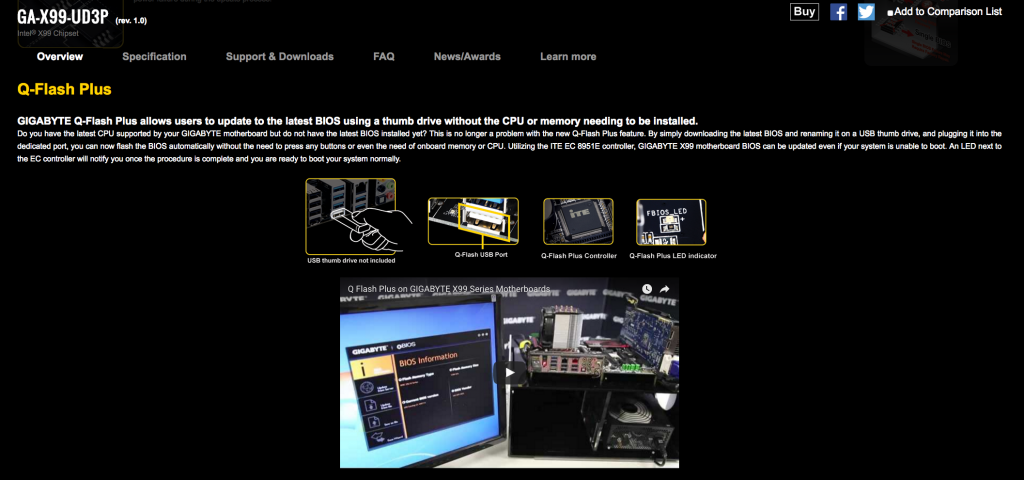 GA-X99-UD3P (rev. 1.0)
Intel® X99 Chipset
Buy
Add to Comparison List
Overview Specification Support & Downloads FAQ News/Awards Learn more
Q-Flash Plus
GIGABYTE Q-Flash Plus allows users to update to the latest BIOS using a thumb drive without the CPU or memory needing to be installed.
Do you have the latest CPU supported by your GIGABYTE motherboard but do not have the latest BIOS installed yet? This is no longer a problem with the new Q-Flash Plus feature. By simply downloading the latest BIOS and renaming it on a USB thumb drive, and plugging it into the
dedicated port, you can now flash the BIOS automatically without the need to press any buttons or even the need of onboard memory or CPU. Utilizing the ITE EC 8951E controller, GIGABYTE X99 motherboard BIOS can be updated even if your system is unable to boot. An LED next to
the EC controller will notify you once the procedure is complete and you are ready to boot your system normally.
iTE
FBIOS_LED
USB thumb drive not included
Q-Flash USB Port
Q-Flash Plus Controller
Q-Flash Plus LED indicator
Q Flash Plus on GIGABYTE X99 Series Motherboards
GIGABYTE
BIOS Information